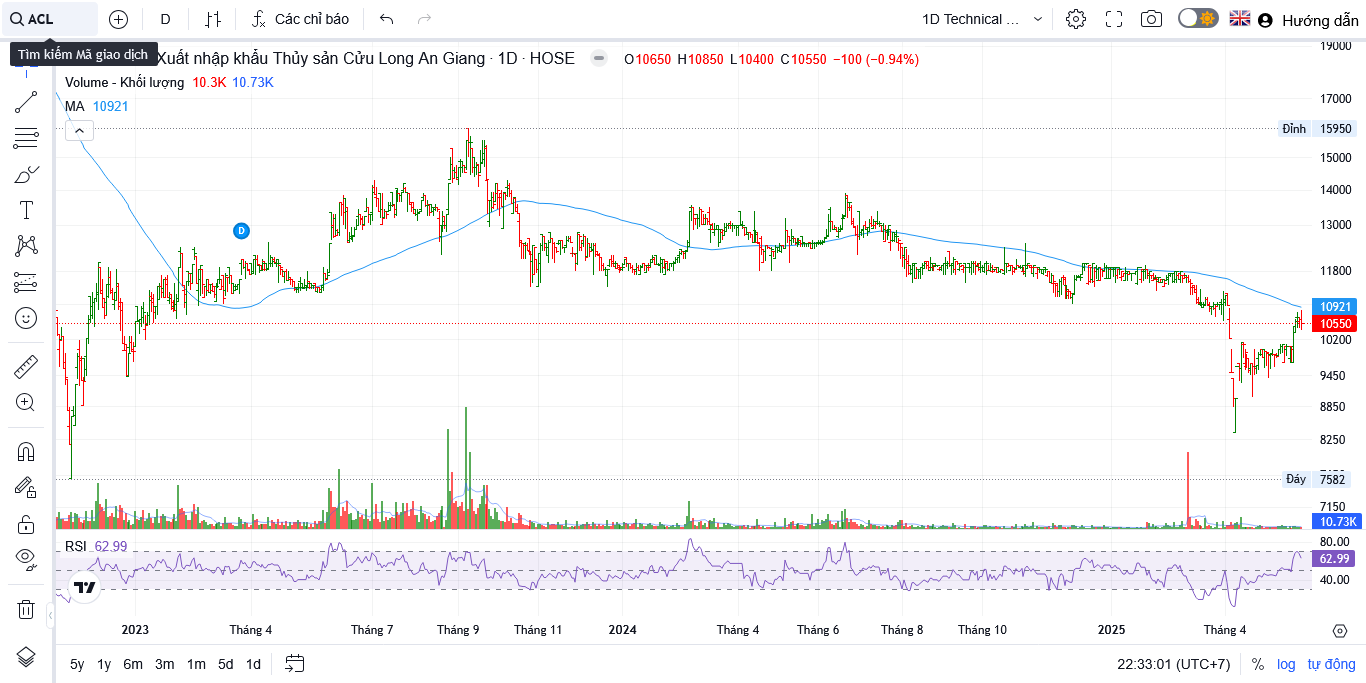 ACL
D
Các chỉ báo
1D Technical ...
Hướng dẫn
Tìm kiếm Mã giao dịch
Xuất nhập khẩu Thủy sản Cửu Long An Giang · 1D · HOSE
O10650 H10850 L10400 C10550 −100 (−0.94%)
Volume - Khối lượng 10.3K 10.73K
MA 10921
19000
17000
Đỉnh 15950
15000
14000
13000
D
11800
10921
10550
10200
9450
8850
8250
Đáy 7582
7150
10.73K
RSI 62.99
80.00
62.99
40.00
2023 Tháng 4 Tháng 7 Tháng 9 Tháng 11 2024 Tháng 4 Tháng 6 Tháng 8 Tháng 10 2025 Tháng 4
5y 1y 6m 3m 1m 5d 1d
22:33:01 (UTC+7) % log tự động